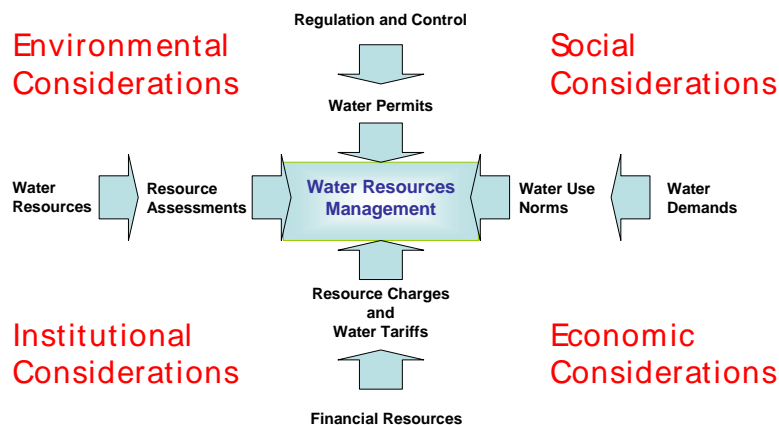 Regulation and Control
Environmental
Considerations
Social
Considerations
Water Permits
Water
Resources
Resource
Assessments
Water Resources
Management
Water Use
Norms
Water
Demands
Resource Charges
and
Water Tariffs
Institutional
Considerations
Economic
Considerations
Financial Resources